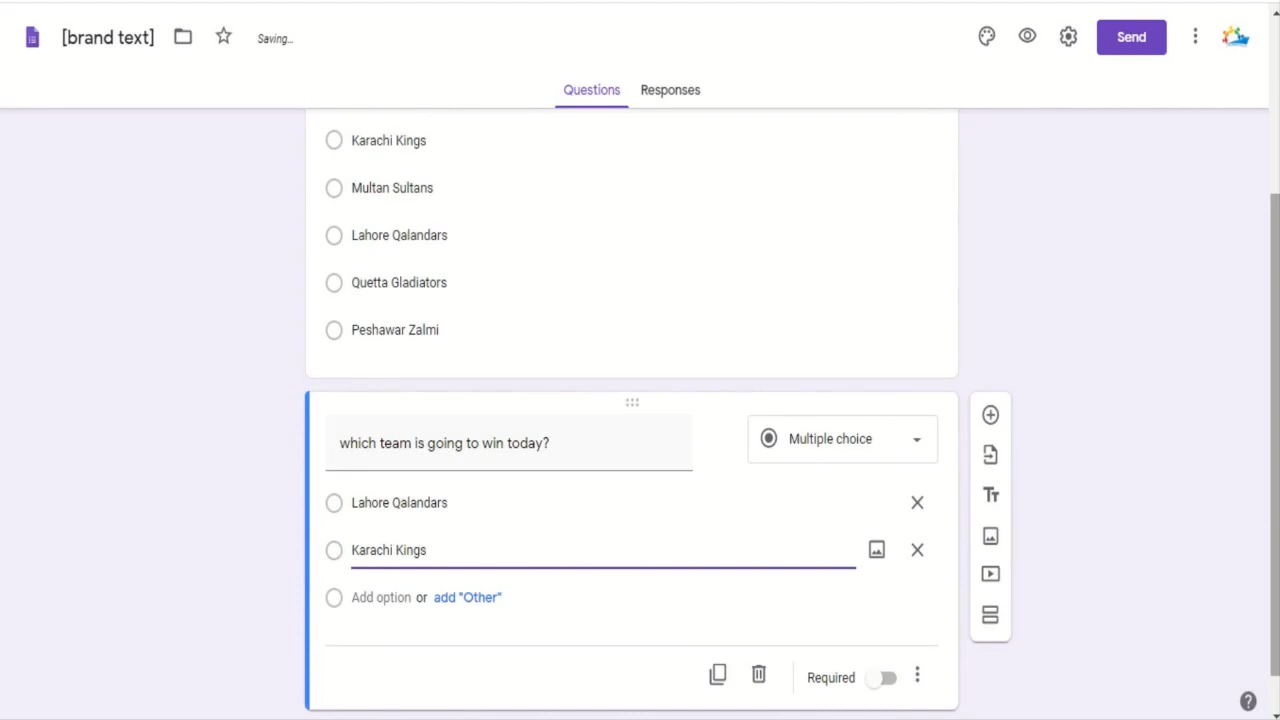 [brand text] Saving...
Send
Questions Responses
Karachi Kings
Multan Sultans
Lahore Qalandars
Quetta Gladiators
Peshawar Zalmi
which team is going to win today?
Multiple choice
Lahore Qalandars
Karachi Kings
Add option or add "Other"
Required